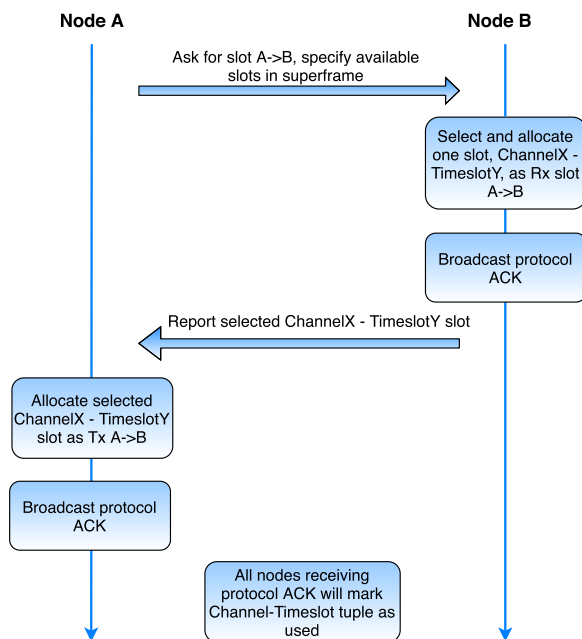 Node A
Node B
Ask for slot A->B, specify available
slots in superframe
Select and allocate
one slot, ChannelX -
TimeslotY, as Rx slot
A->B
Broadcast protocol
ACK
Report selected ChannelX - TimeslotY slot
Allocate selected
ChannelX - TimeslotY
slot as Tx A->B
Broadcast protocol
ACK
All nodes receiving
protocol ACK will mark
Channel-Timeslot tuple as
used